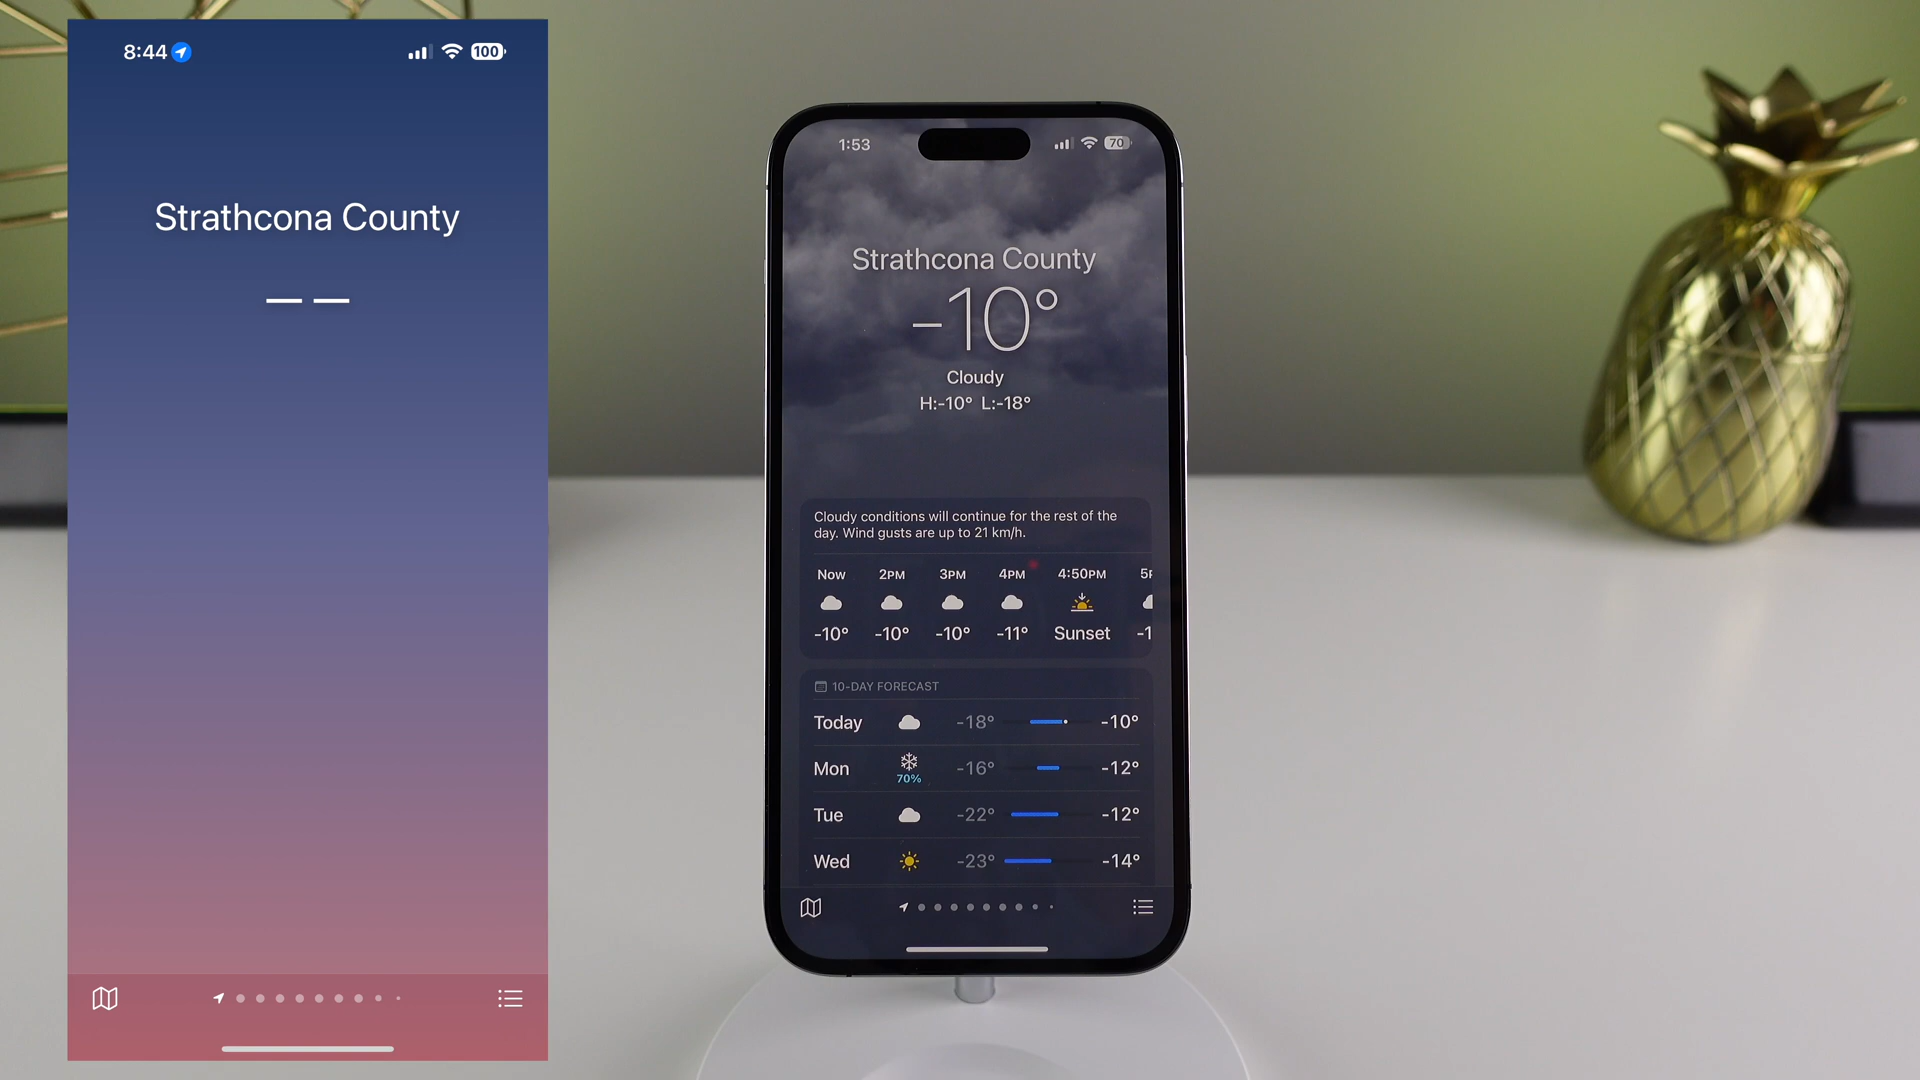 8:44
100
Strathcona County
— —
1:53
70
Strathcona County
–10°
Cloudy
H:-10° L:-18°
Cloudy conditions will continue for the rest of the
day. Wind gusts are up to 21 km/h.
Now 2PM 3PM 4PM 4:50PM
-10° -10° -10° -11° Sunset
10-DAY FORECAST
Today -18° -10°
Mon 70% -16° -12°
Tue -22° -12°
Wed -23° -14°